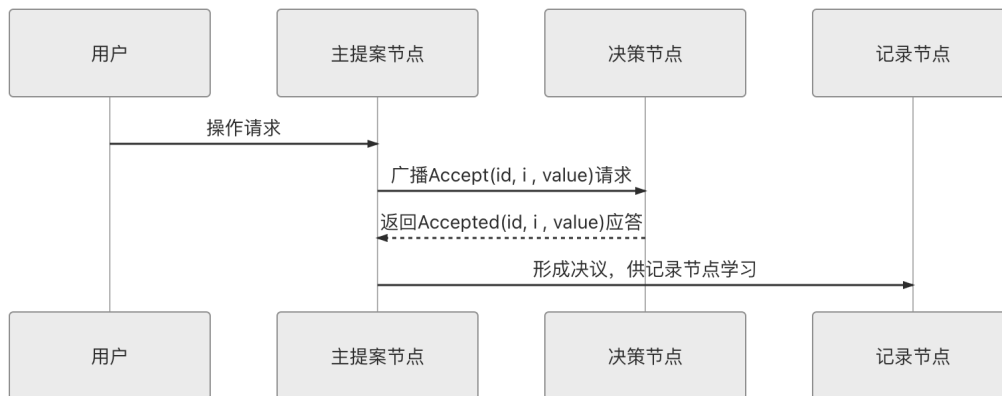 用户
主提案节点
决策节点
记录节点
操作请求
广播Accept(id, i , value)请求
返回Accepted(id, i , value)应答
形成决议，供记录节点学习
用户
主提案节点
决策节点
记录节点